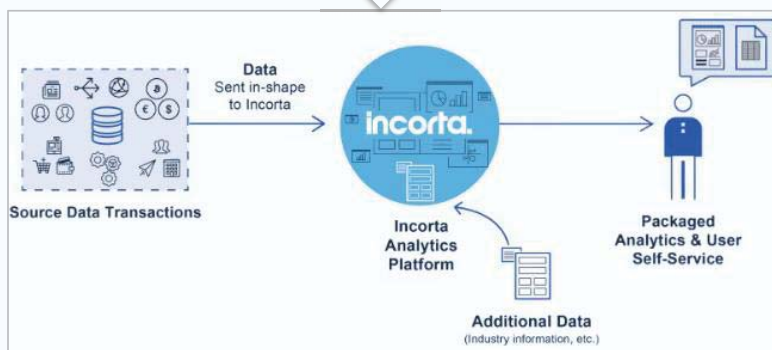 Data
Sent in-shape
to Incorta
incorta.
Source Data Transactions
Incorta
Analytics
Platform
Packaged
Analytics & User
Self-Service
Additional Data
(Industry information, etc.)